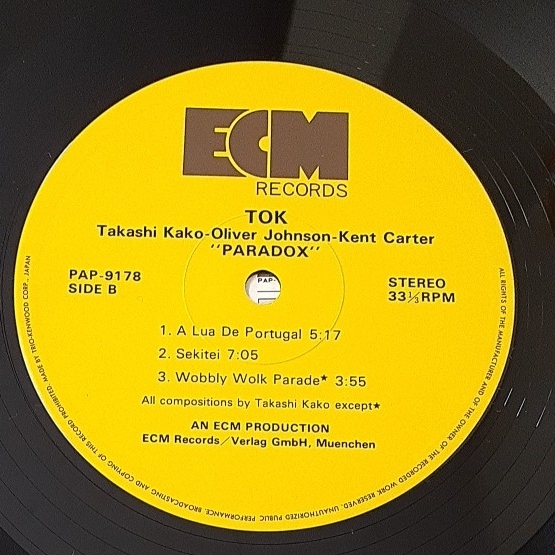 ECM
RECORDS
TOK
Takashi Kako-Oliver Johnson-Kent Carter
"PARADOX"
PAP-9178
SIDE B
STEREO
33⅓RPM
1. A Lua De Portugal 5:17
2. Sekitei 7:05
3. Wobbly Wolk Parade★ 3:55
All compositions by Takashi Kako except★
AN ECM PRODUCTION
ECM Records/Verlag GmbH, Muenchen
ALL RIGHTS OF THE MANUFACTURER AND OF THE OWNER OF THE RECORDED WORK RESERVED. UNAUTHORIZED PUBLIC PERFORMANCE, BROADCASTING AND COPYING OF THIS RECORD PROHIBITED. MADE BY TRIO-KENWOOD CORP., JAPAN